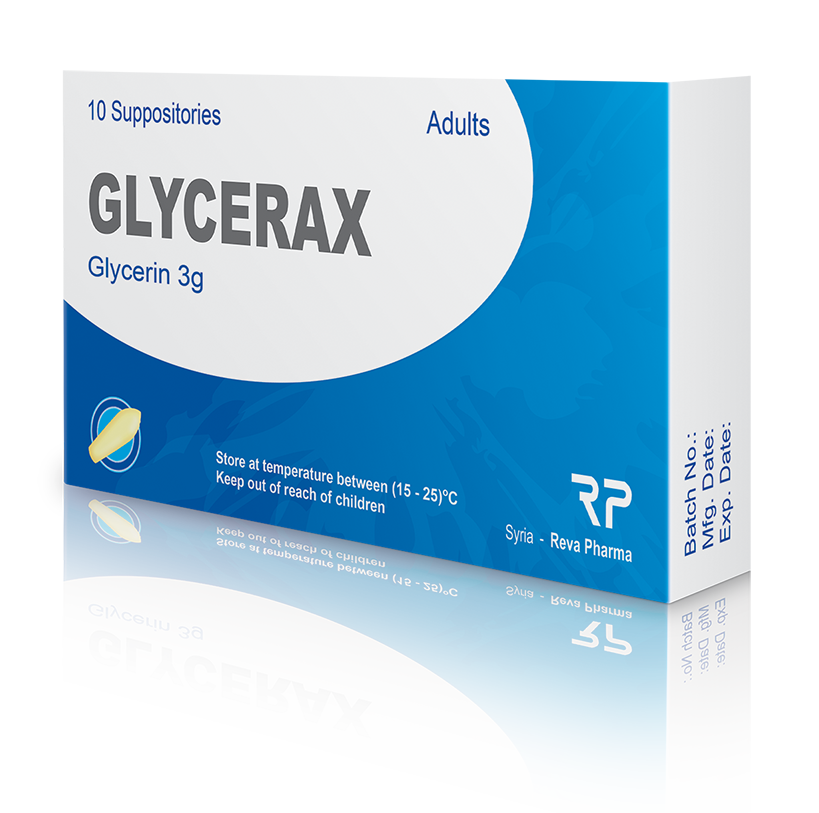 10 Suppositories
Adults
GLYCERAX
Glycerin 3g
Store at temperature between (15 - 25)°C
Keep out of reach of children
RP
Syria - Reva Pharma
Batch No.:
Mfg. Date:
Exp. Date: